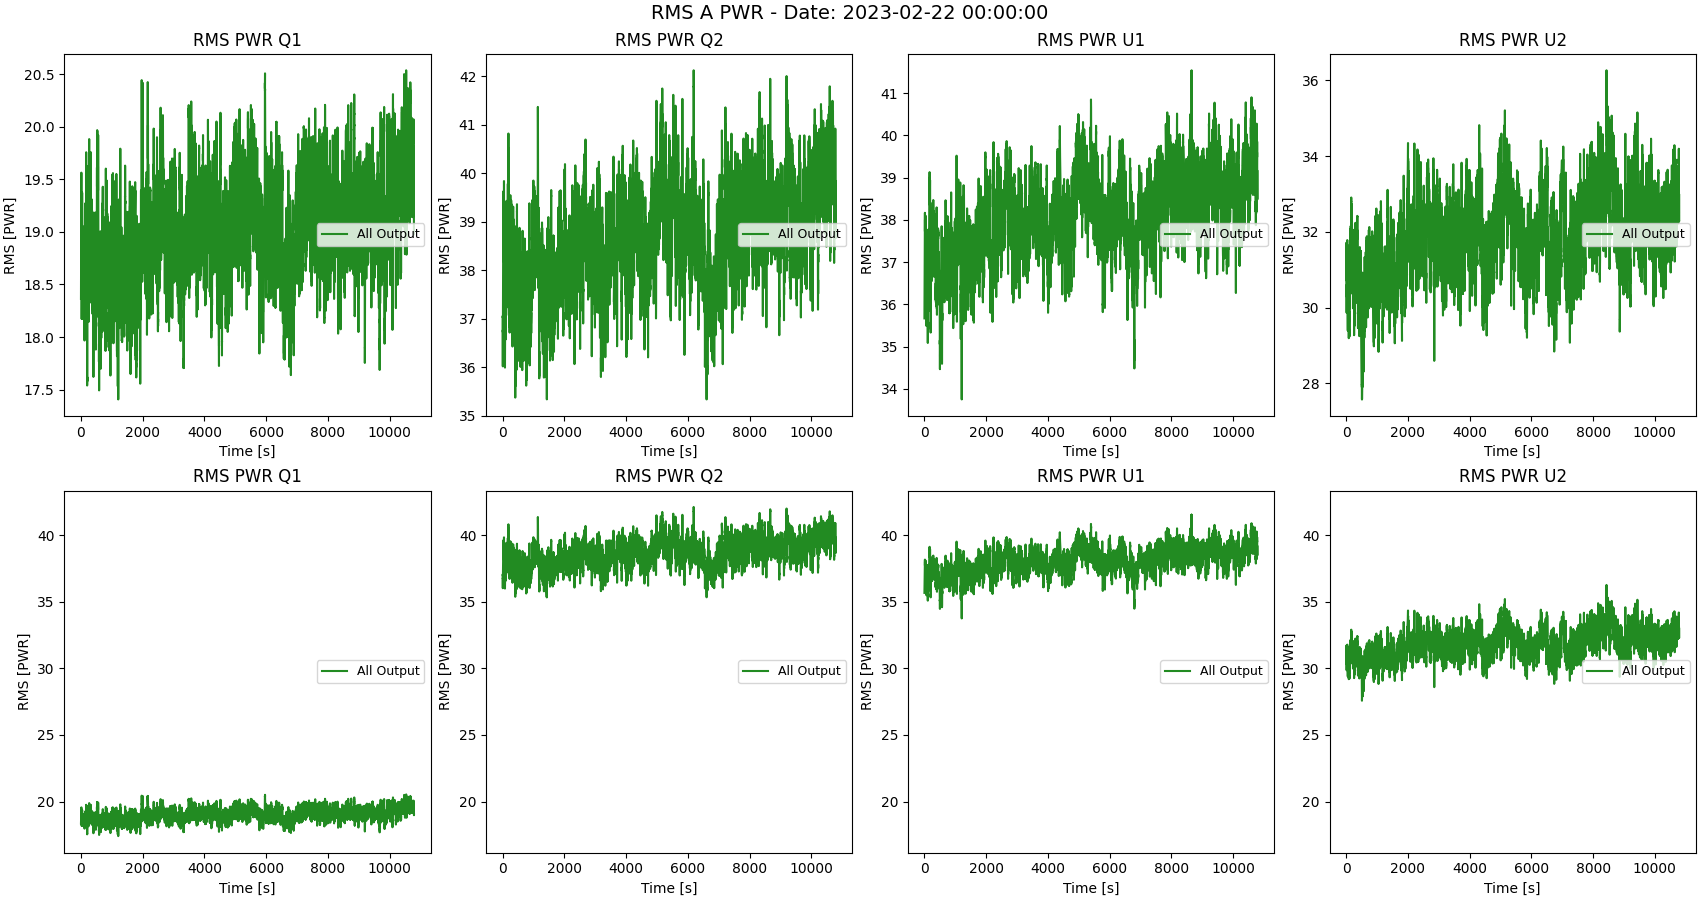 RMS A PWR - Date: 2023-02-22 00:00:00
RMS PWR Q1
RMS [PWR]
20.5
20.0
19.5
19.0
18.5
18.0
17.5
All Output
0 2000 4000 6000 8000 10000
Time [s]
RMS PWR Q2
RMS [PWR]
42
41
40
39
38
37
36
35
All Output
0 2000 4000 6000 8000 10000
Time [s]
RMS PWR U1
RMS [PWR]
41
40
39
38
37
36
35
34
All Output
0 2000 4000 6000 8000 10000
Time [s]
RMS PWR U2
RMS [PWR]
36
34
32
30
28
All Output
0 2000 4000 6000 8000 10000
Time [s]
RMS PWR Q1
RMS [PWR]
40
35
30
25
20
All Output
0 2000 4000 6000 8000 10000
Time [s]
RMS PWR Q2
RMS [PWR]
40
35
30
25
20
All Output
0 2000 4000 6000 8000 10000
Time [s]
RMS PWR U1
RMS [PWR]
40
35
30
25
20
All Output
0 2000 4000 6000 8000 10000
Time [s]
RMS PWR U2
RMS [PWR]
40
35
30
25
20
All Output
0 2000 4000 6000 8000 10000
Time [s]